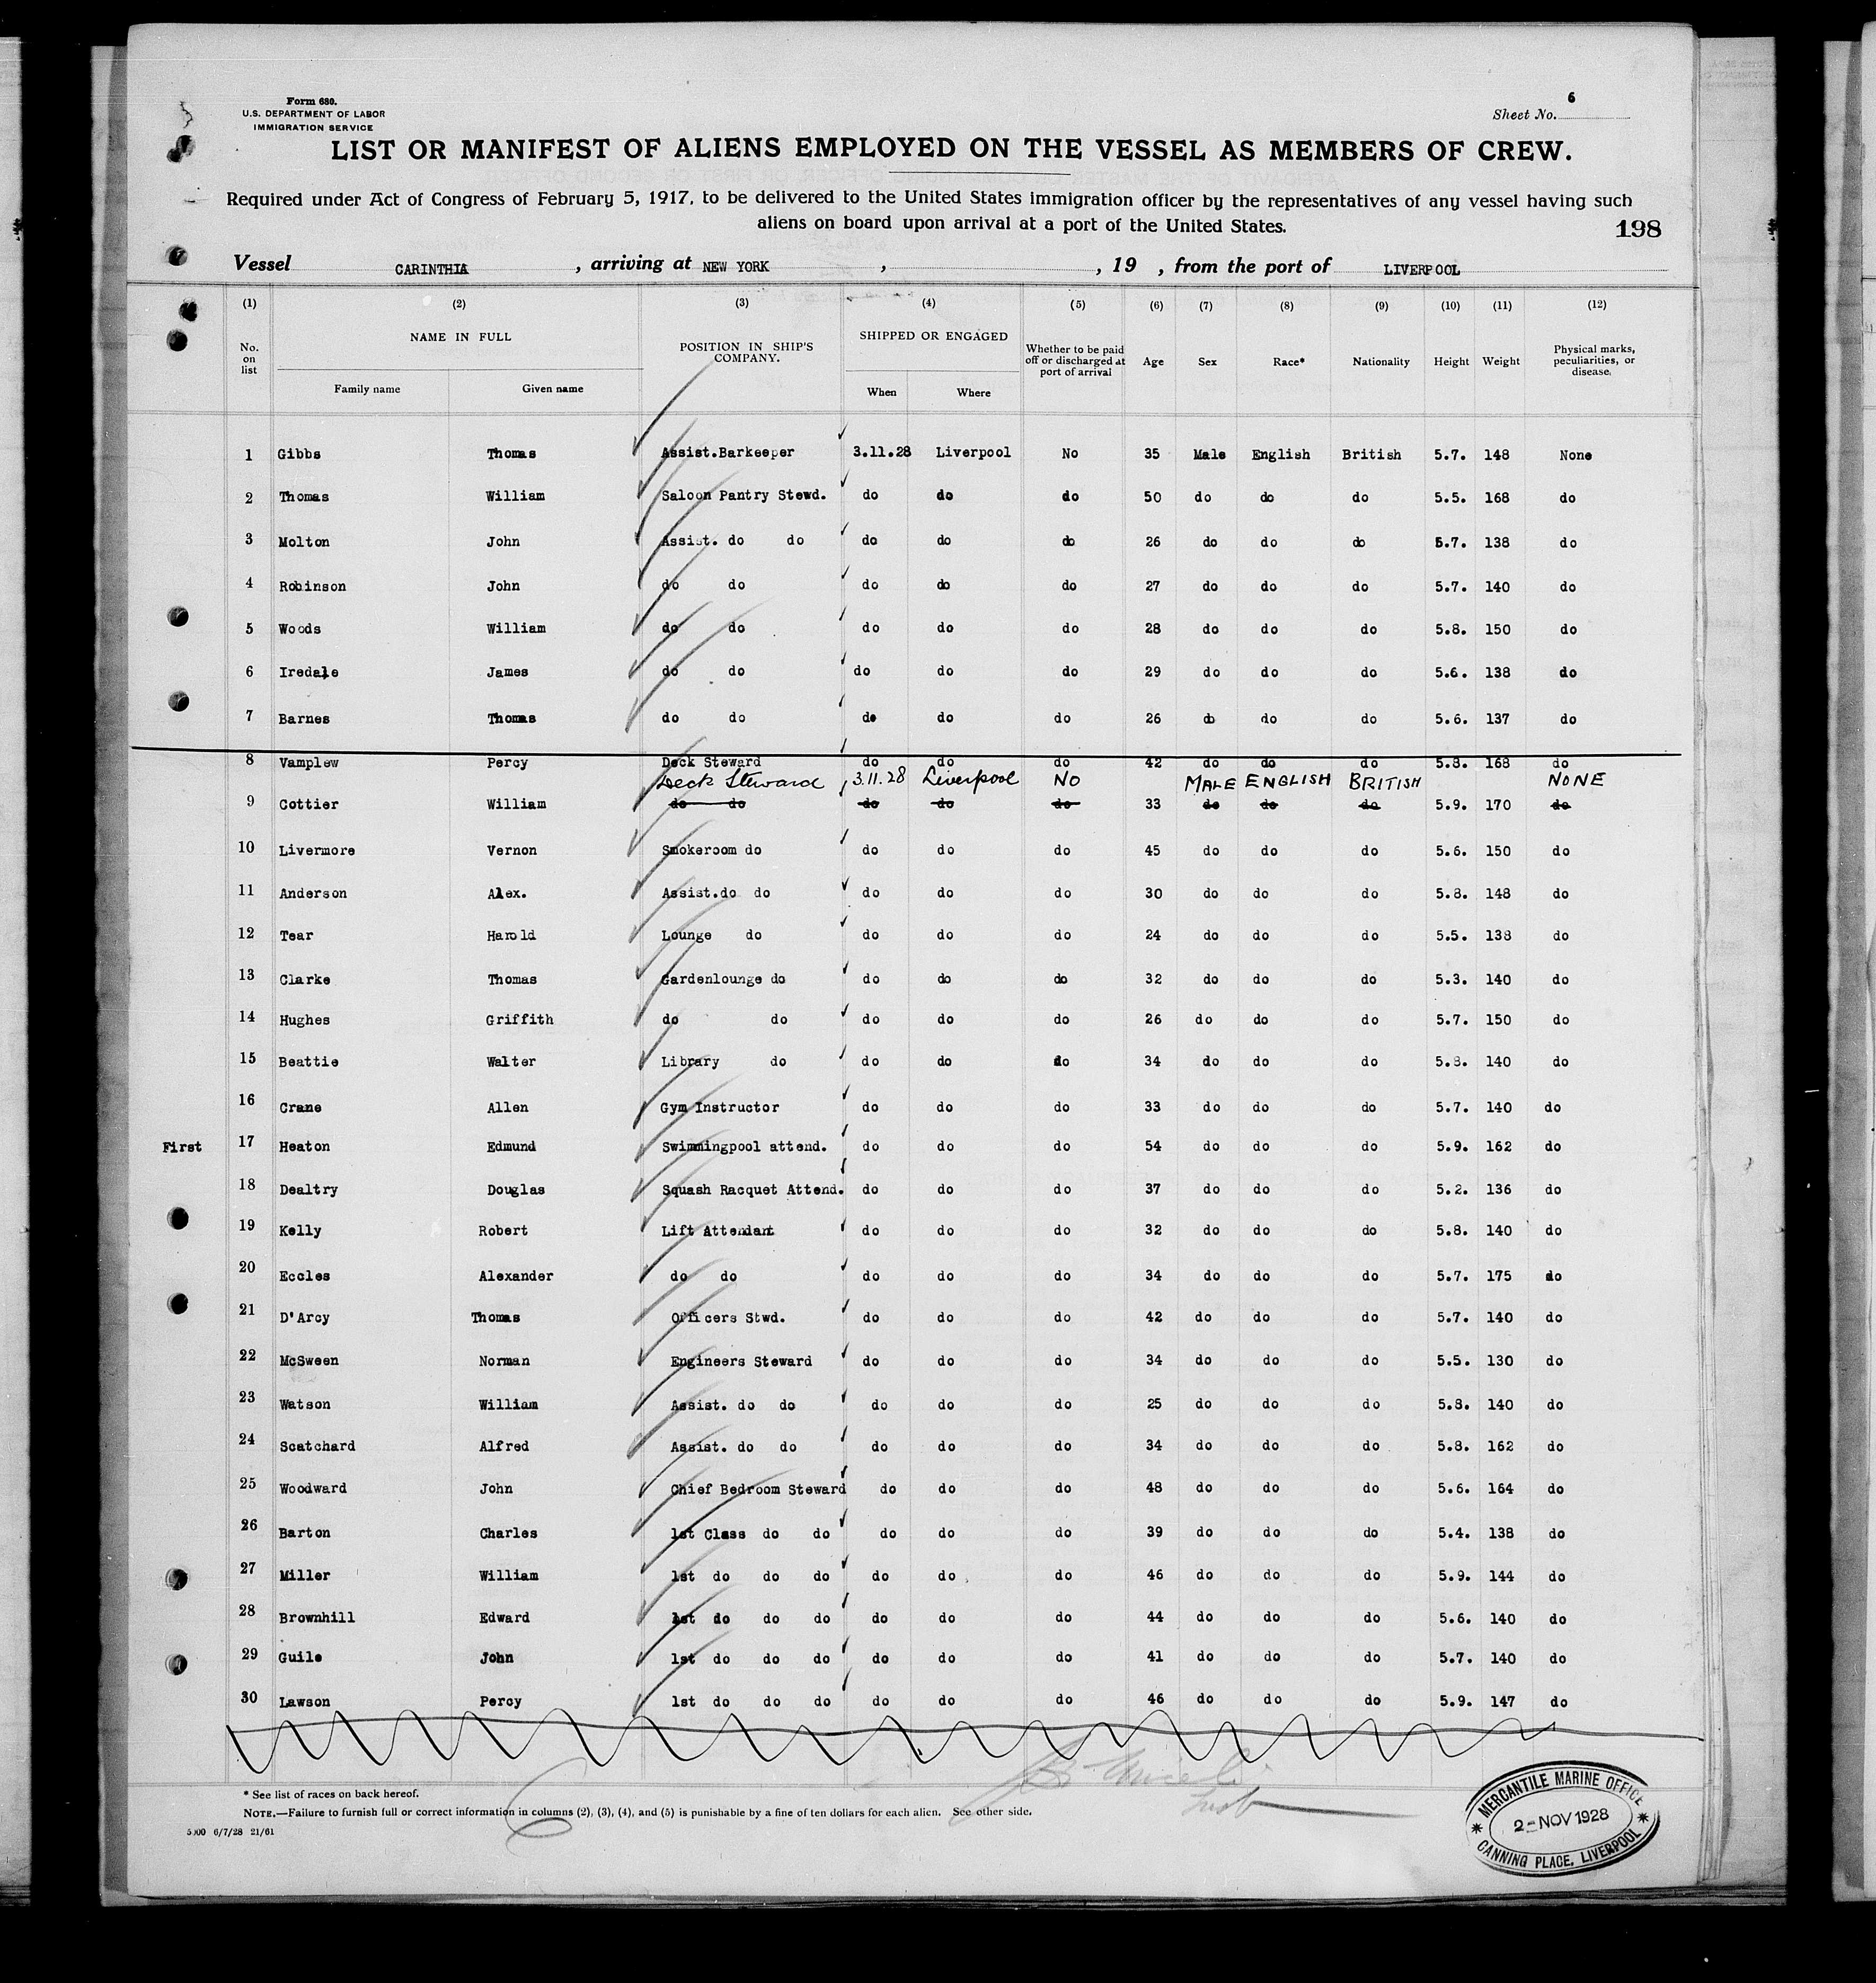 Form 680.
U.S. DEPARTMENT OF LABOR
IMMIGRATION SERVICE
6
Sheet No.
LIST OR MANIFEST OF ALIENS EMPLOYED ON THE VESSEL AS MEMBERS OF CREW.
Required under Act of Congress of February 5, 1917, to be delivered to the United States immigration officer by the representatives of any vessel having such
aliens on board upon arrival at a port of the United States.
198
Vessel CARINTHIA , arriving at NEW YORK , , 19 , from the port of LIVERPOOL
(1) (2) (3) (4) (5) (6) (7) (8) (9) (10) (11) (12)
No. on list NAME IN FULL Family name Given name POSITION IN SHIP'S COMPANY. SHIPPED OR ENGAGED When Where Whether to be paid off or discharged at port of arrival Age Sex Race* Nationality Height Weight Physical marks, peculiarities, or disease.
1 Gibbs Thomas Assist.Barkeeper 3.11.28 Liverpool No 35 Male English British 5.7. 148 None
2 Thomas William Saloon Pantry Stewd. do do do 50 do do do 5.5. 168 do
3 Molton John Assist. do do do do do 26 do do do 5.7. 138 do
4 Robinson John do do do do do 27 do do do 5.7. 140 do
5 Woods William do do do do do 28 do do do 5.8. 150 do
6 Iredale James do do do do do 29 do do do 5.6. 138 do
7 Barnes Thomas do do do do do 26 do do do 5.6. 137 do
8 Vamplew Percy Deck Steward do do do 42 do do do 5.8. 168 do
Deck Steward 3.11.28 Liverpool NO MALE ENGLISH BRITISH NONE
9 Cottier William do do do do do 33 do do do 5.9. 170 do
10 Livermore Vernon Smokeroom do do do do 45 do do do 5.6. 150 do
11 Anderson Alex. Assist.do do do do do 30 do do do 5.8. 148 do
12 Tear Harold Lounge do do do do 24 do do do 5.5. 138 do
13 Clarke Thomas Gardenlounge do do do do 32 do do do 5.3. 140 do
14 Hughes Griffith do do do do do 26 do do do 5.7. 150 do
15 Beattie Walter Library do do do do 34 do do do 5.8. 140 do
16 Crane Allen Gym Instructor do do do 33 do do do 5.7. 140 do
First 17 Heaton Edmund Swimmingpool attend. do do do 54 do do do 5.9. 162 do
18 Dealtry Douglas Squash Racquet Attend. do do do 37 do do do 5.2. 136 do
19 Kelly Robert Lift Attendant do do do 32 do do do 5.8. 140 do
20 Eccles Alexander do do do do do 34 do do do 5.7. 175 do
21 D'Arcy Thomas Officers Stwd. do do do 42 do do do 5.7. 140 do
22 McSween Norman Engineers Steward do do do 34 do do do 5.5. 130 do
23 Watson William Assist. do do do do do 25 do do do 5.8. 140 do
24 Scatchard Alfred Assist. do do do do do 34 do do do 5.8. 162 do
25 Woodward John Chief Bedroom Steward do do do 48 do do do 5.6. 164 do
26 Barton Charles 1st Class do do do do do 39 do do do 5.4. 138 do
27 Miller William 1st do do do do do do 46 do do do 5.9. 144 do
28 Brownhill Edward 1st do do do do do do 44 do do do 5.6. 140 do
29 Guile John 1st do do do do do do 41 do do do 5.7. 140 do
30 Lawson Percy 1st do do do do do do 46 do do do 5.9. 147 do
* See list of races on back hereof.
NOTE.—Failure to furnish full or correct information in columns (2), (3), (4), and (5) is punishable by a fine of ten dollars for each alien. See other side.
5000 6/7/28 21/61
MERCANTILE MARINE OFFICE
2-NOV 1928
CANNING PLACE, LIVERPOOL